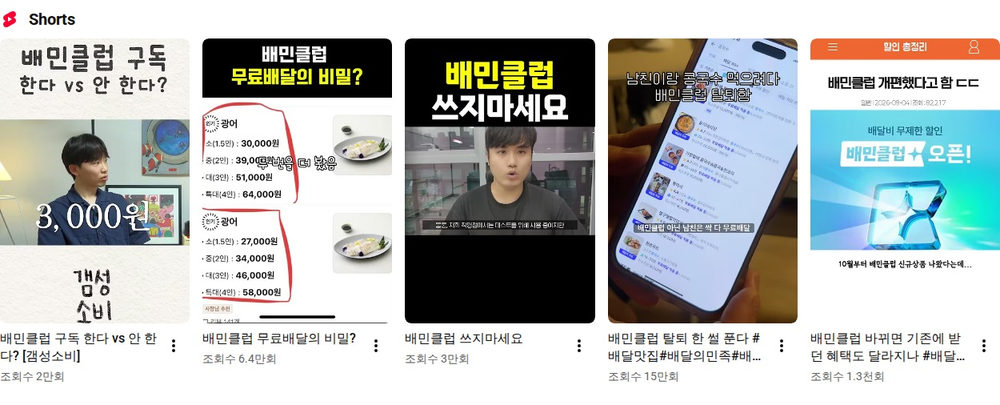 Shorts
배민클럽 구독
한다 vs 안 한다?
3,000원
갬성
소비
배민클럽 구독 한다 vs 안 한
다? [갬성소비]
조회수 2만회
배민클럽
무료배달의 비밀?
인기 광어
• 소(1.5인) : 30,000원
• 중(2인) : 39,0
• 대(3인) : 51,000원
• 특대(4인) : 64,000원
인기 광어
• 소(1.5인) : 27,000원
• 중(2인) : 34,000원
• 대(3인) : 46,000원
• 특대(4인) : 58,000원
사장님 추천
배민클럽 무료배달의 비밀?
조회수 6.4만회
배민클럽
쓰지마세요
배민클럽 쓰지마세요
조회수 3만회
남친이랑 콩국수 먹으려다
배민클럽 탈퇴함
배민클럽 아닌 남친은 싹 다 무료배달
배민클럽 탈퇴 한 썰 푼다 #
배달맛집#배달의민족#배...
조회수 15만회
할인 총정리
배민클럽 개편했다고 함 ㄷㄷ
배달비 무제한 할인
배민클럽 오픈!
10월부터 배민클럽 신규상품 나왔다는데...
배민클럽 바뀌면 기존에 받
던 혜택도 달라지나 #배달...
조회수 1.3천회